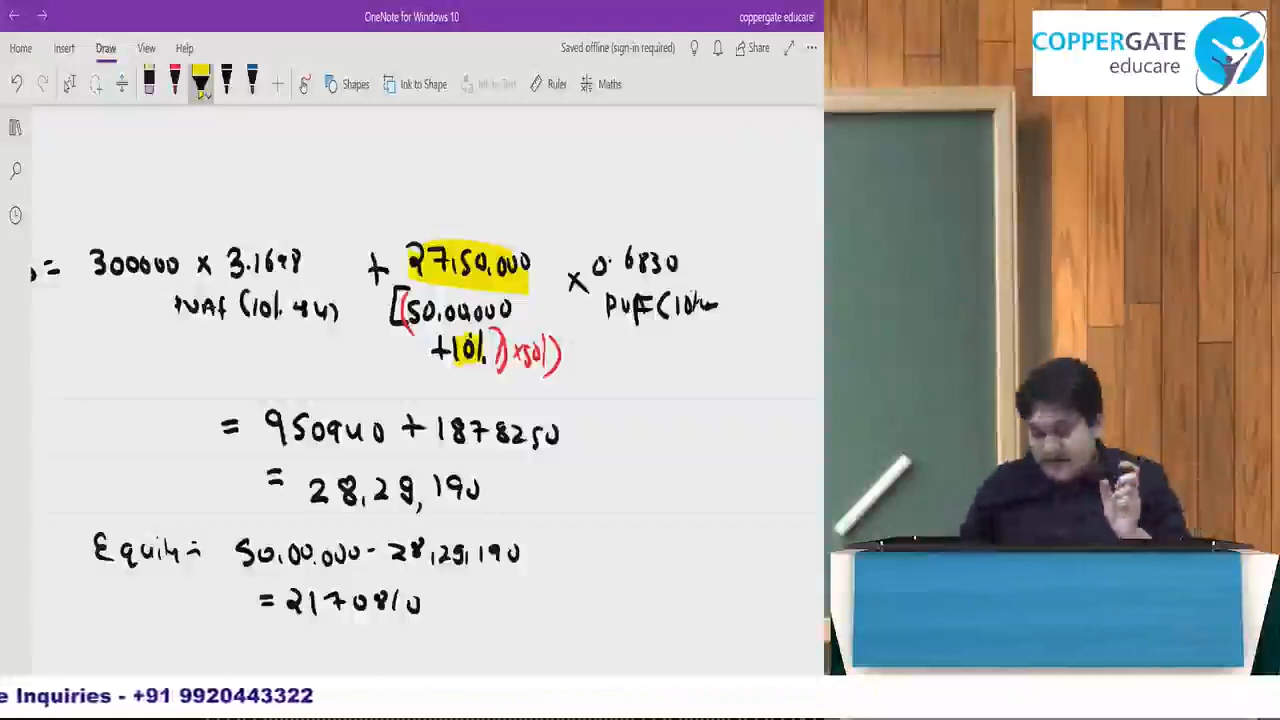 OneNote for Windows 10
coppergate educare
Home Insert Draw View Help
Saved offline (sign-in required) Share
Shapes Ink to Shape Ink to Text Ruler Maths
COPPERGATE
educare
= 300000 × 3.1698 + 27,50,000 × 0.6830
(10%, 4y) [(50,00,000 PVF (10%
+10%) ×50%)
= 950940 + 1878250
= 28,29,190
Equity = 50,00,000 - 28,29,190
= 2170810
e Inquiries - +91 9920443322